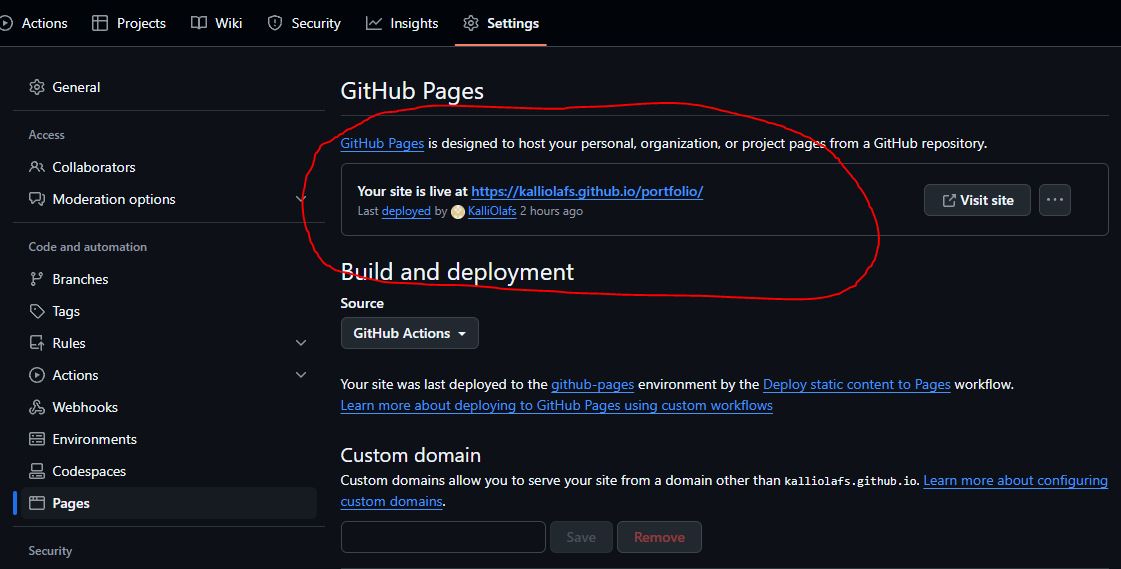 Actions Projects Wiki Security Insights Settings
General
Access
Collaborators
Moderation options
Code and automation
Branches
Tags
Rules
Actions
Webhooks
Environments
Codespaces
Pages
Security
GitHub Pages
GitHub Pages is designed to host your personal, organization, or project pages from a GitHub repository.
Your site is live at https://kalliolafs.github.io/portfolio/
Last deployed by KalliOlafs 2 hours ago
Visit site
Build and deployment
Source
GitHub Actions
Your site was last deployed to the github-pages environment by the Deploy static content to Pages workflow.
Learn more about deploying to GitHub Pages using custom workflows
Custom domain
Custom domains allow you to serve your site from a domain other than kalliolafs.github.io. Learn more about configuring
custom domains.
Save Remove